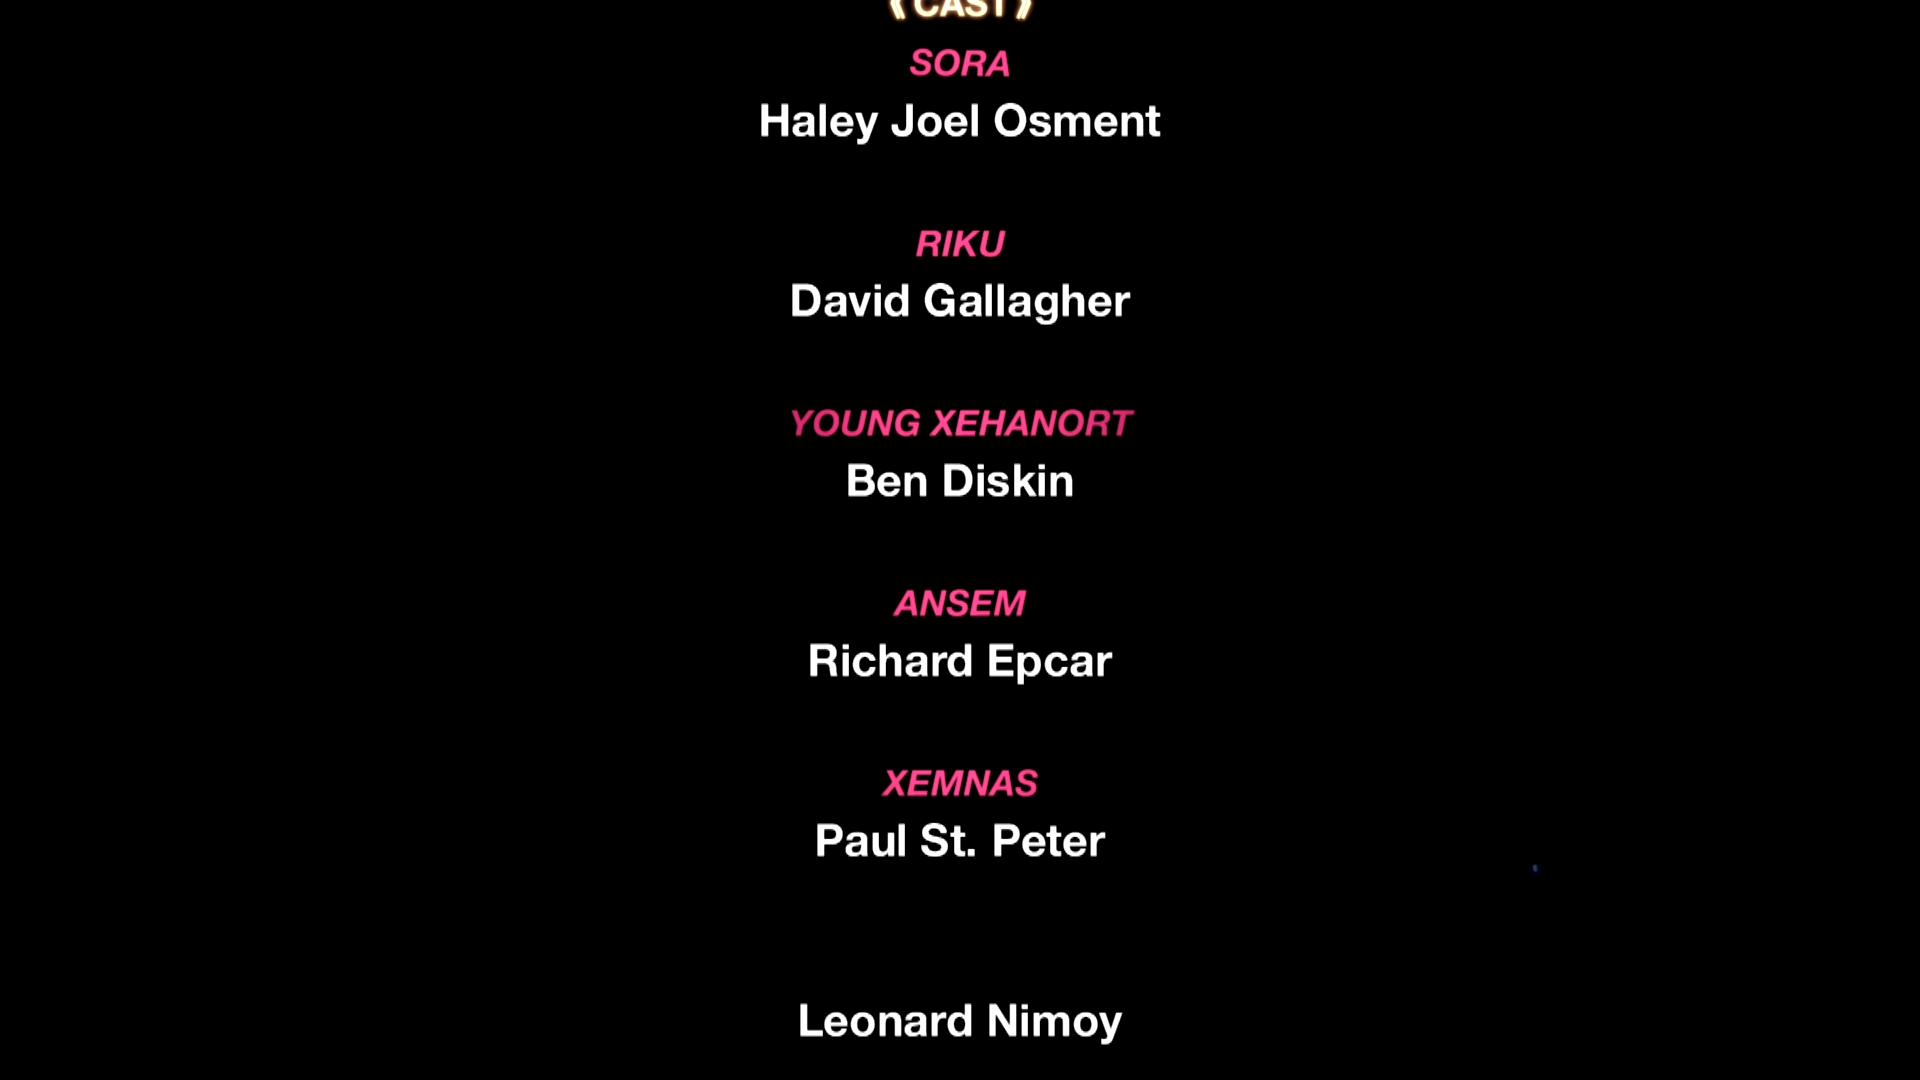 《CAST》
SORA
Haley Joel Osment
RIKU
David Gallagher
YOUNG XEHANORT
Ben Diskin
ANSEM
Richard Epcar
XEMNAS
Paul St. Peter
Leonard Nimoy